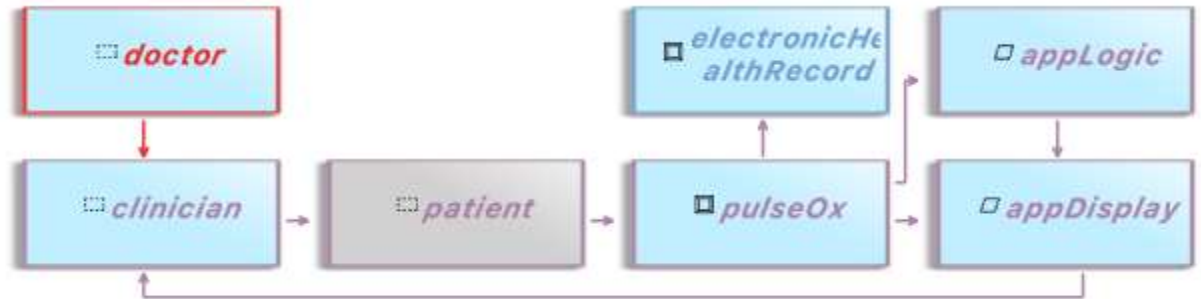 doctor
electronicHe
althRecord
appLogic
clinician
patient
pulseOx
appDisplay